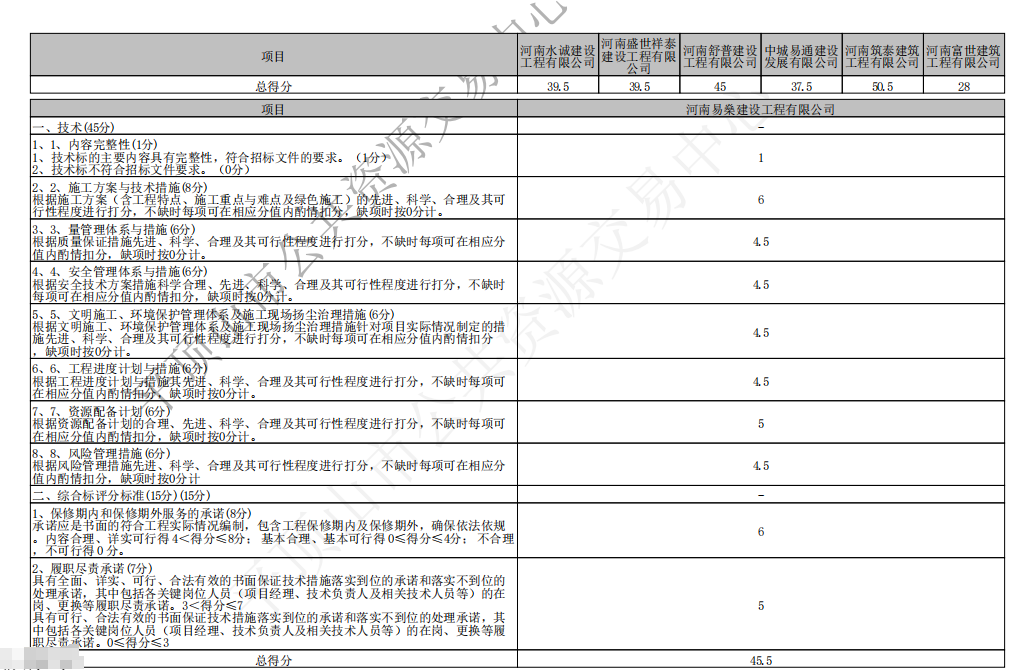 项目
河南水诚建设
工程有限公司
河南盛世祥泰
建设工程有限
公司
河南舒普建设
工程有限公司
中城易通建设
发展有限公司
河南筑泰建筑
工程有限公司
河南富世建筑
工程有限公司
总得分
39.5
39.5
45
37.5
50.5
28
项目
河南易燊建设工程有限公司
一、技术(45分)
-
1、1、内容完整性(1分)
1、技术标的主要内容具有完整性，符合招标文件的要求。（1分）
2、技术标不符合招标文件要求。（0分）
1
2、2、施工方案与技术措施(8分)
根据施工方案（含工程特点、施工重点与难点及绿色施工）的先进、科学、合理及其可
行性程度进行打分，不缺时每项可在相应分值内酌情扣分，缺项时按0分计。
6
3、3、量管理体系与措施(6分)
根据质量保证措施先进、科学、合理及其可行性程度进行打分，不缺时每项可在相应分
值内酌情扣分，缺项时按0分计。
4.5
4、4、安全管理体系与措施(6分)
根据安全技术方案措施科学合理、先进、科学、合理及其可行性程度进行打分，不缺时
每项可在相应分值内酌情扣分，缺项时按0分计。
4.5
5、5、文明施工、环境保护管理体系及施工现场扬尘治理措施(6分)
根据文明施工、环境保护管理体系及施工现场扬尘治理措施针对项目实际情况制定的措
施先进、科学、合理及其可行性程度进行打分，不缺时每项可在相应分值内酌情扣分
，缺项时按0分计。
4.5
6、6、工程进度计划与措施(6分)
根据工程进度计划与措施其先进、科学、合理及其可行性程度进行打分，不缺时每项可
在相应分值内酌情扣分，缺项时按0分计。
4.5
7、7、资源配备计划(6分)
根据资源配备计划的合理、先进、科学、合理及其可行性程度进行打分，不缺时每项可
在相应分值内酌情扣分，缺项时按0分计。
5
8、8、风险管理措施(6分)
根据风险管理措施先进、科学、合理及其可行性程度进行打分，不缺时每项可在相应分
值内酌情扣分，缺项时按0分计
4.5
二、综合标评分标准(15分)(15分)
-
1、保修期内和保修期外服务的承诺(8分)
承诺应是书面的符合工程实际情况编制，包含工程保修期内及保修期外，确保依法依规
。内容合理、详实可行得 4＜得分≤8分； 基本合理、基本可行得 0≤得分≤4分； 不合理
，不可行得 0 分。
6
2、履职尽责承诺(7分)
具有全面、详实、可行、合法有效的书面保证技术措施落实到位的承诺和落实不到位的
处理承诺，其中包括各关键岗位人员（项目经理、技术负责人及相关技术人员等）的在
岗、更换等履职尽责承诺。3＜得分≤7
具有可行、合法有效的书面保证技术措施落实到位的承诺和落实不到位的处理承诺，其
中包括各关键岗位人员（项目经理、技术负责人及相关技术人员等）的在岗、更换等履
职尽责承诺。0≤得分≤3
5
总得分
45.5
平顶山市公共资源交易中心
平顶山市公共资源交易中心